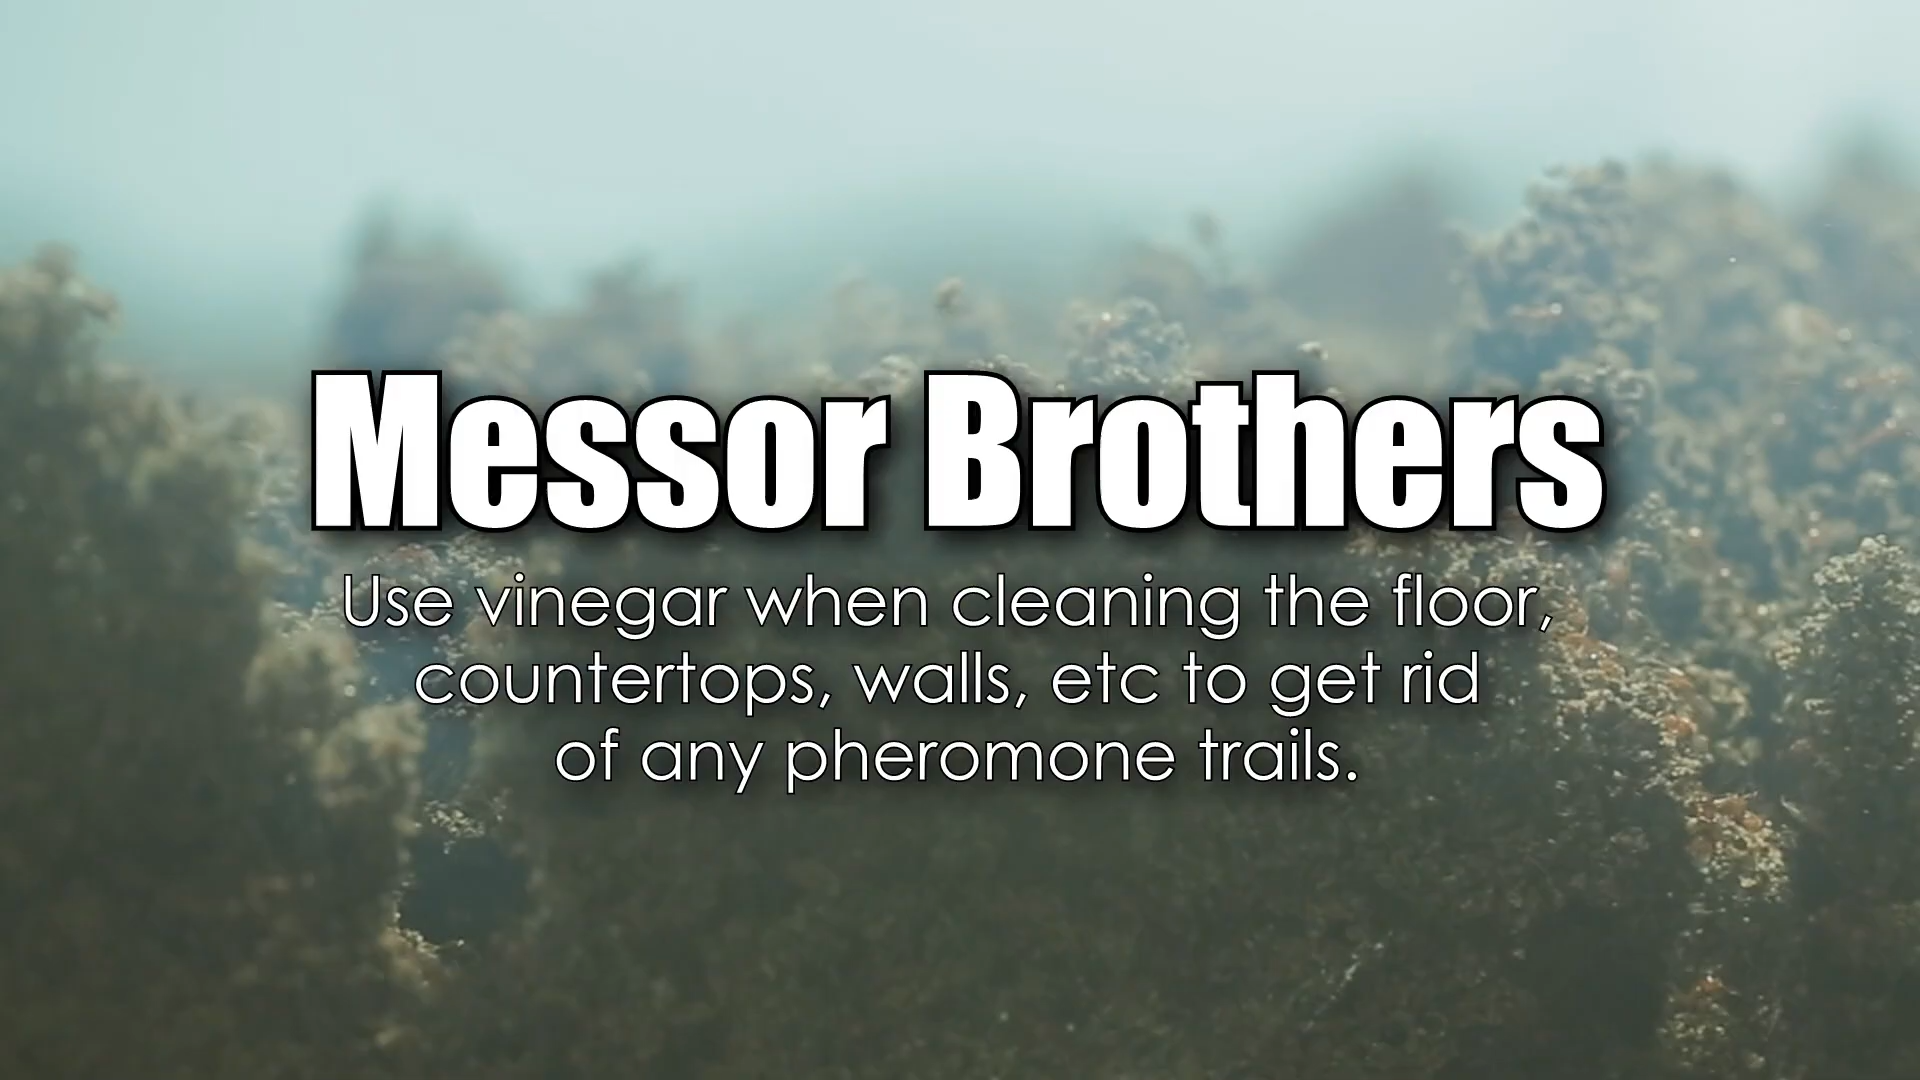 Messor Brothers
Use vinegar when cleaning the floor,
countertops, walls, etc to get rid
of any pheromone trails.